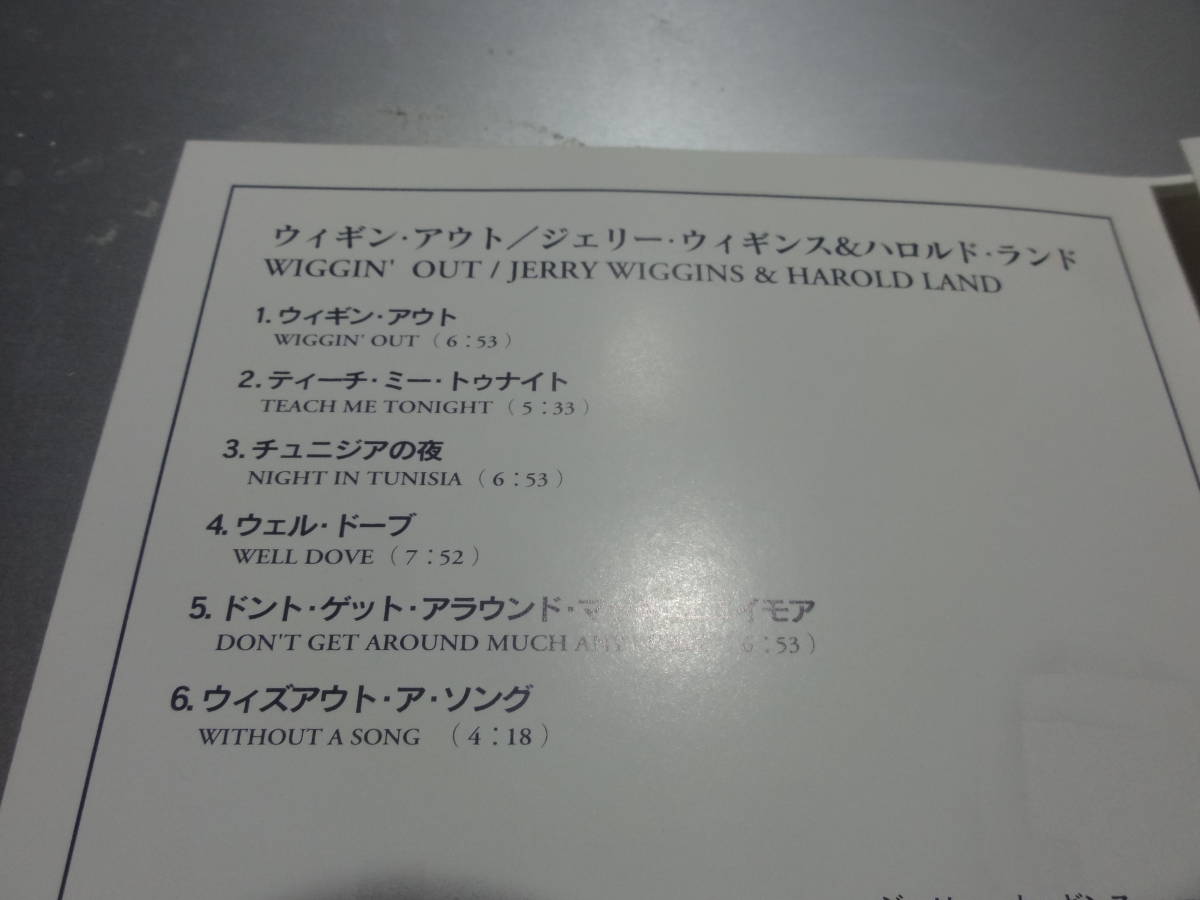 ウィギン・アウト／ジェリー・ウィギンス&ハロルド・ランド
WIGGIN' OUT / JERRY WIGGINS & HAROLD LAND
1. ウィギン・アウト
WIGGIN' OUT ( 6 : 53 )
2. ティーチ・ミー・トゥナイト
TEACH ME TONIGHT ( 5 : 33 )
3. チュニジアの夜
NIGHT IN TUNISIA ( 6 : 53 )
4. ウェル・ドーブ
WELL DOVE ( 7 : 52 )
5. ドント・ゲット・アラウンド・
DON'T GET AROUND MUCH 6 : 53 )
6. ウィズアウト・ア・ソング
WITHOUT A SONG ( 4 : 18 )